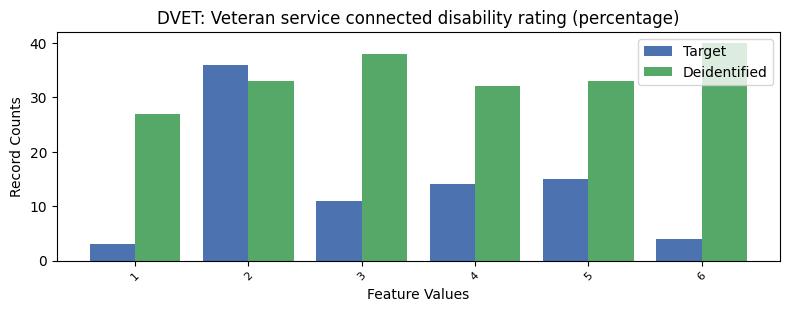 DVET: Veteran service connected disability rating (percentage)
Target
Deidentified
Record Counts
40
30
20
10
0
1 2 3 4 5 6
Feature Values